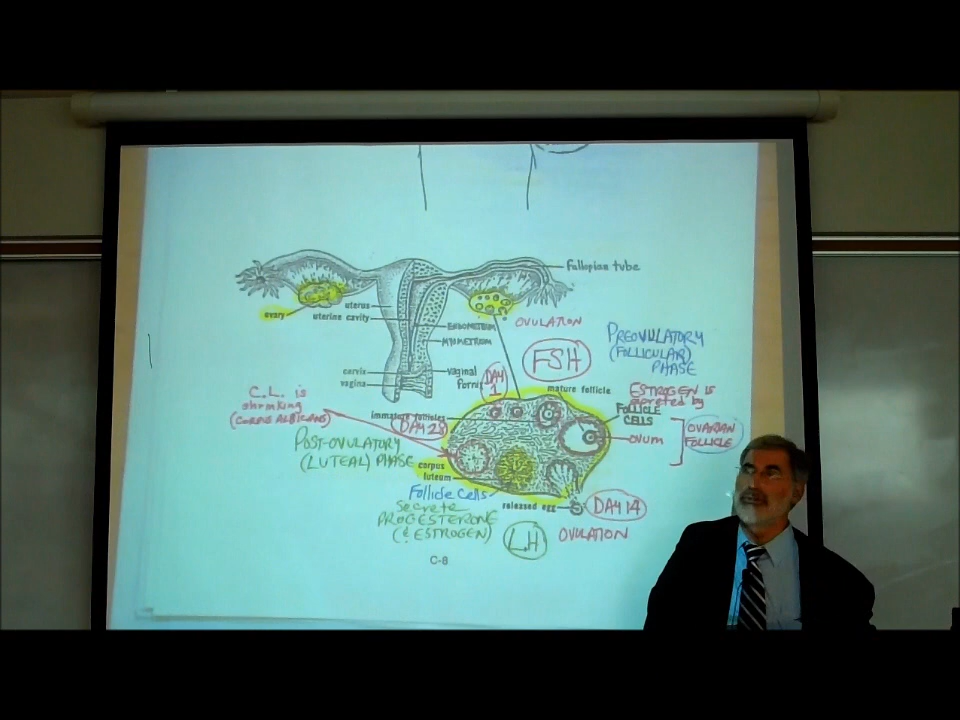 Fallopian tube
uterus
ovary
uterine cavity
ENDOMETRIUM
OVULATION
MYOMETRIUM
PREOVULATORY
(FOLLICULAR)
PHASE
FSH
cervix
vagina
vaginal
DAY
1
mature follicle
C.L. is
shrinking
(CORPUS ALBICANS)
ESTROGEN is
secreted by
immature follicles
DAY 28
FOLLICLE
CELLS
OVARIAN
FOLLICLE
ovum
POST-OVULATORY
(LUTEAL) PHASE
corpus
luteum
Follicle Cells
secrete
PROGESTERONE
(& ESTROGEN)
released egg
DAY 14
LH
OVULATION
C-8